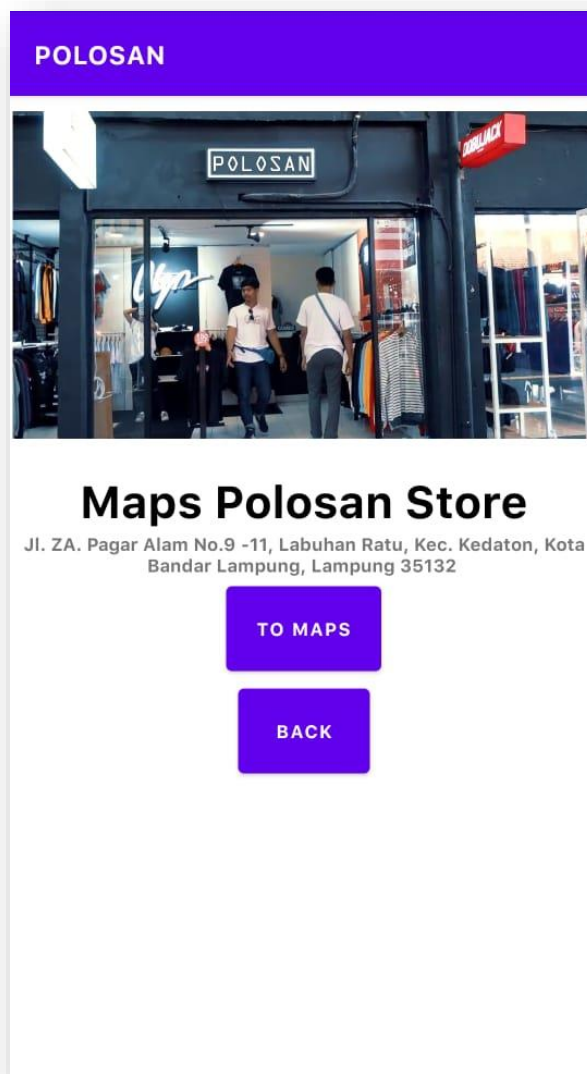 POLOSAN
POLOSAN
DOBUJACK
Maps Polosan Store
Jl. ZA. Pagar Alam No.9 -11, Labuhan Ratu, Kec. Kedaton, Kota
Bandar Lampung, Lampung 35132
TO MAPS
BACK